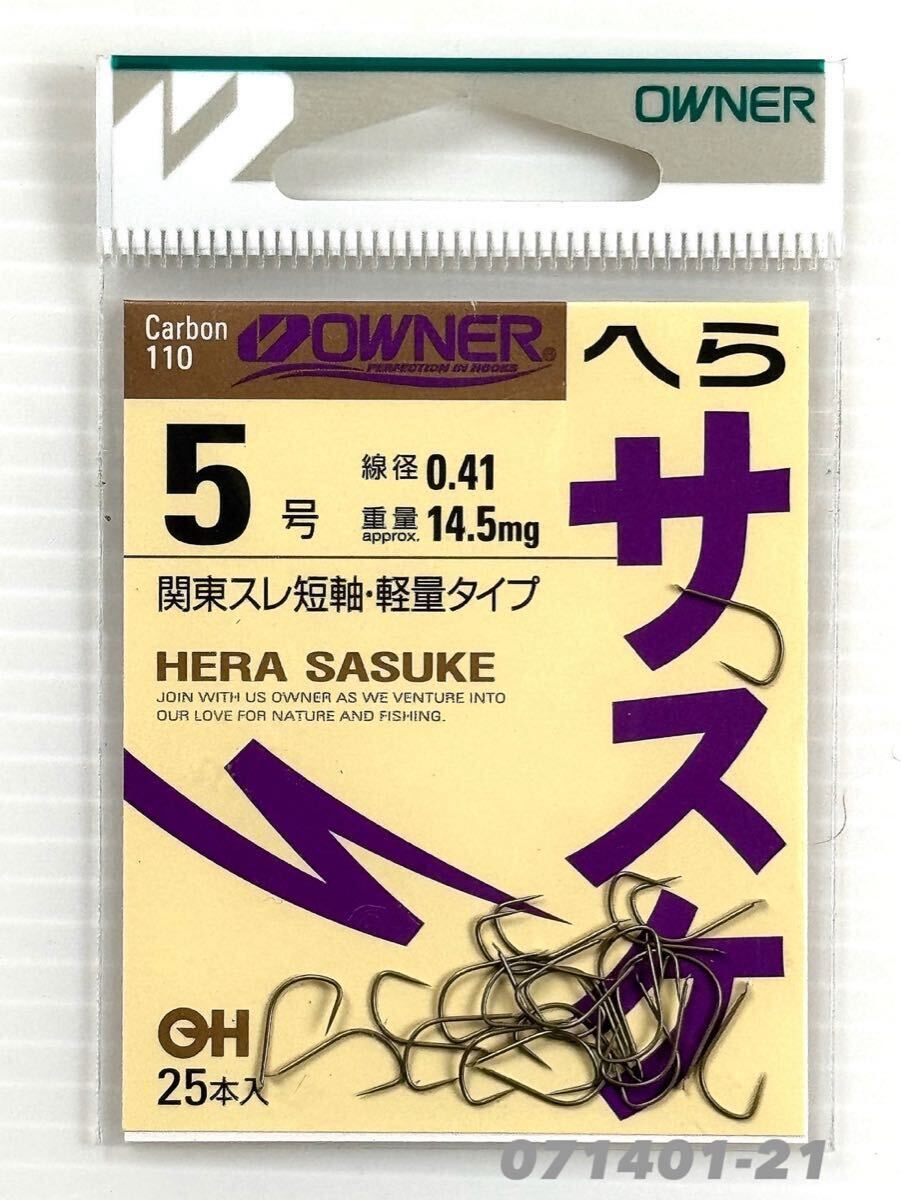 OWNER
Carbon
110
OWNER®
PERFECTION IN HOOKS
へら
サスケ
5号
線径 0.41
重量 approx. 14.5mg
関東スレ短軸・軽量タイプ
HERA SASUKE
JOIN WITH US OWNER AS WE VENTURE INTO
OUR LOVE FOR NATURE AND FISHING.
OH
25本入
071401-21